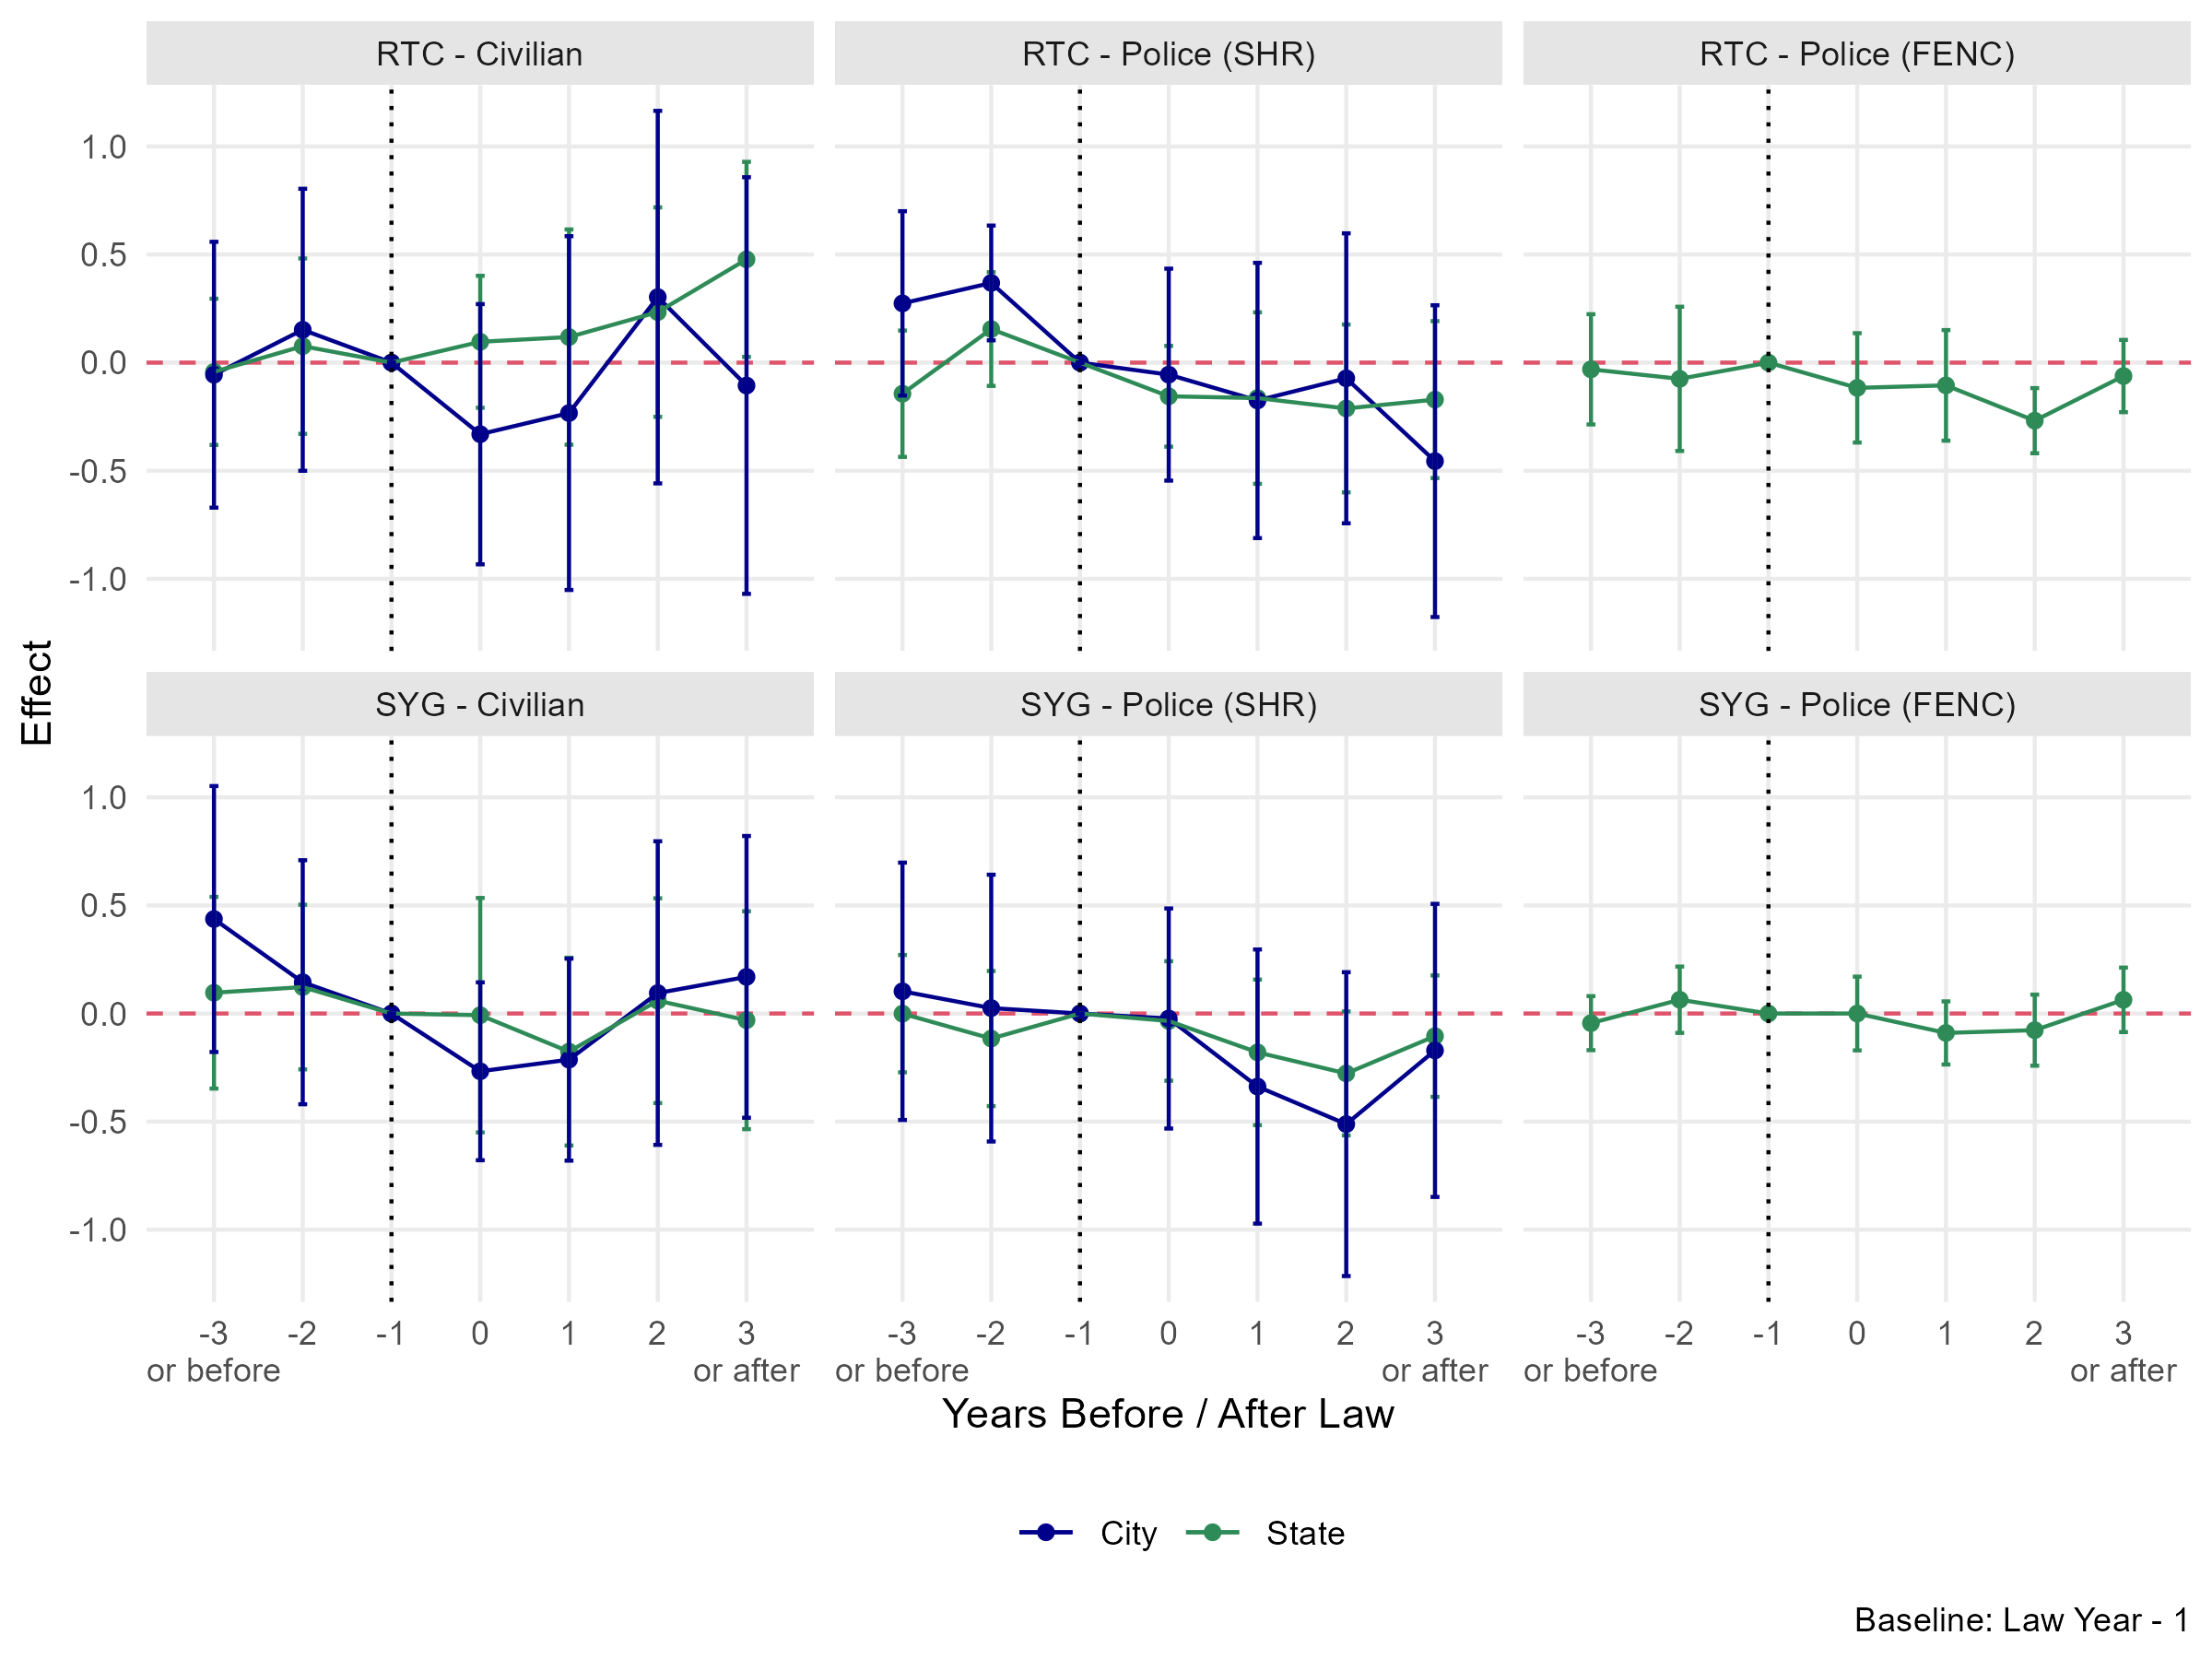 RTC - Civilian
RTC - Police (SHR)
RTC - Police (FENC)
1.0
0.5
0.0
-0.5
-1.0
Effect
SYG - Civilian
SYG - Police (SHR)
SYG - Police (FENC)
1.0
0.5
0.0
-0.5
-1.0
-3 -2 -1 0 1 2 3
or before or after
-3 -2 -1 0 1 2 3
or before or after
-3 -2 -1 0 1 2 3
or before or after
Years Before / After Law
City State
Baseline: Law Year - 1